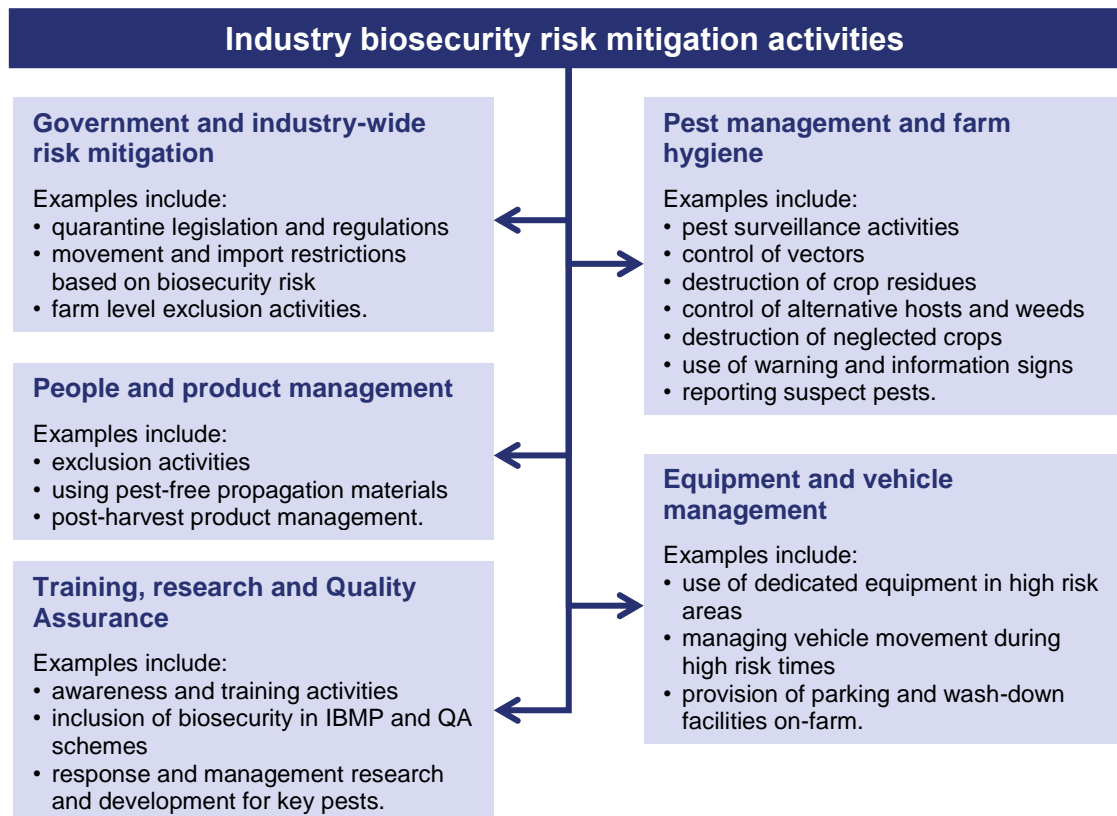 Industry biosecurity risk mitigation activities
Government and industry-wide
risk mitigation
Examples include:
• quarantine legislation and regulations
• movement and import restrictions
based on biosecurity risk
• farm level exclusion activities.
People and product management
Examples include:
• exclusion activities
• using pest-free propagation materials
• post-harvest product management.
Training, research and Quality
Assurance
Examples include:
• awareness and training activities
• inclusion of biosecurity in IBMP and QA
schemes
• response and management research
and development for key pests.
Pest management and farm
hygiene
Examples include:
• pest surveillance activities
• control of vectors
• destruction of crop residues
• control of alternative hosts and weeds
• destruction of neglected crops
• use of warning and information signs
• reporting suspect pests.
Equipment and vehicle
management
Examples include:
• use of dedicated equipment in high risk
areas
• managing vehicle movement during
high risk times
• provision of parking and wash-down
facilities on-farm.